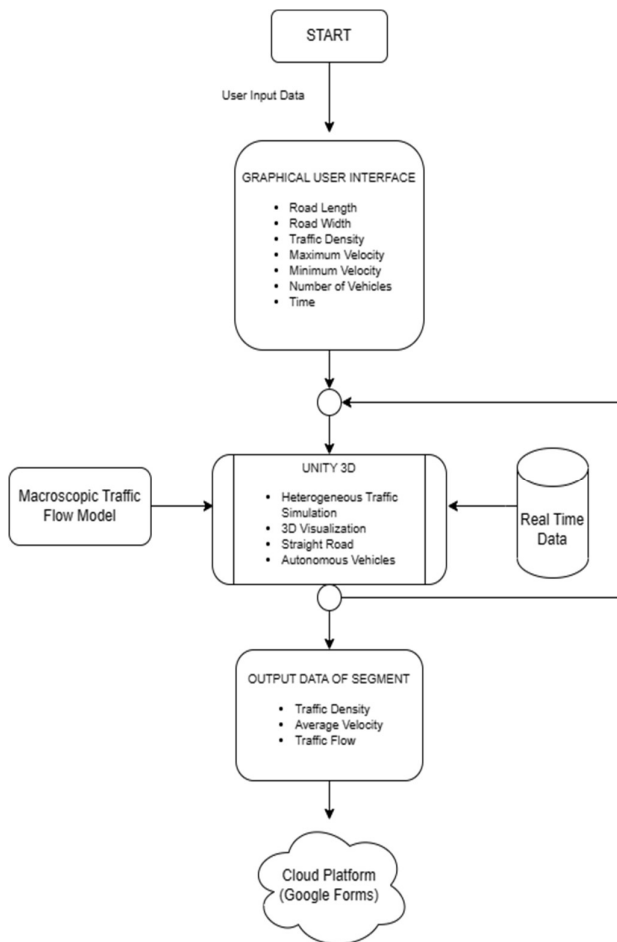 START
User Input Data
GRAPHICAL USER INTERFACE
• Road Length
• Road Width
• Traffic Density
• Maximum Velocity
• Minimum Velocity
• Number of Vehicles
• Time
Macroscopic Traffic
Flow Model
UNITY 3D
• Heterogeneous Traffic
Simulation
• 3D Visualization
• Straight Road
• Autonomous Vehicles
Real Time
Data
OUTPUT DATA OF SEGMENT
• Traffic Density
• Average Velocity
• Traffic Flow
Cloud Platform
(Google Forms)